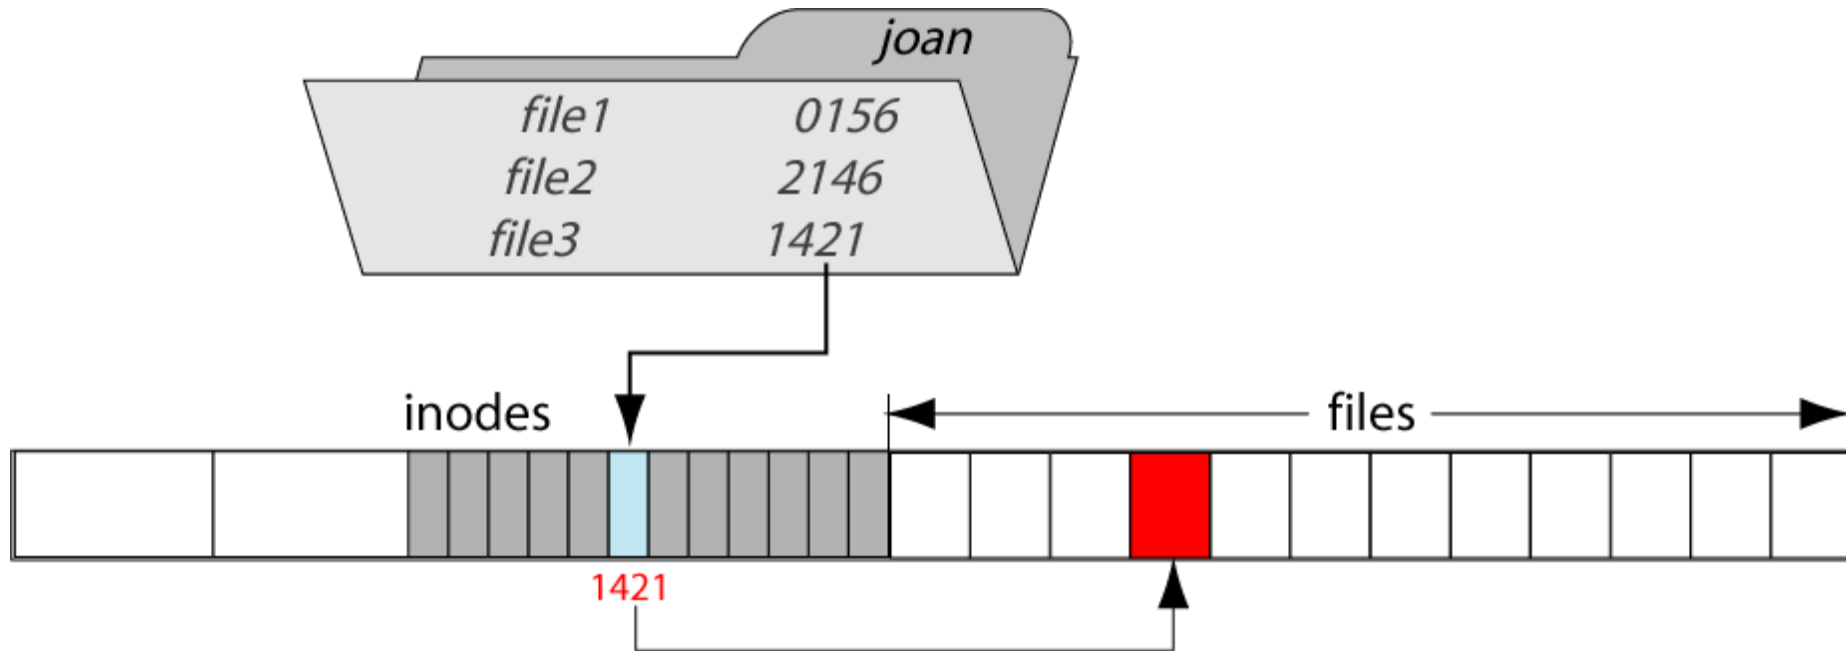 joan
file1 0156
file2 2146
file3 1421
inodes files
1421